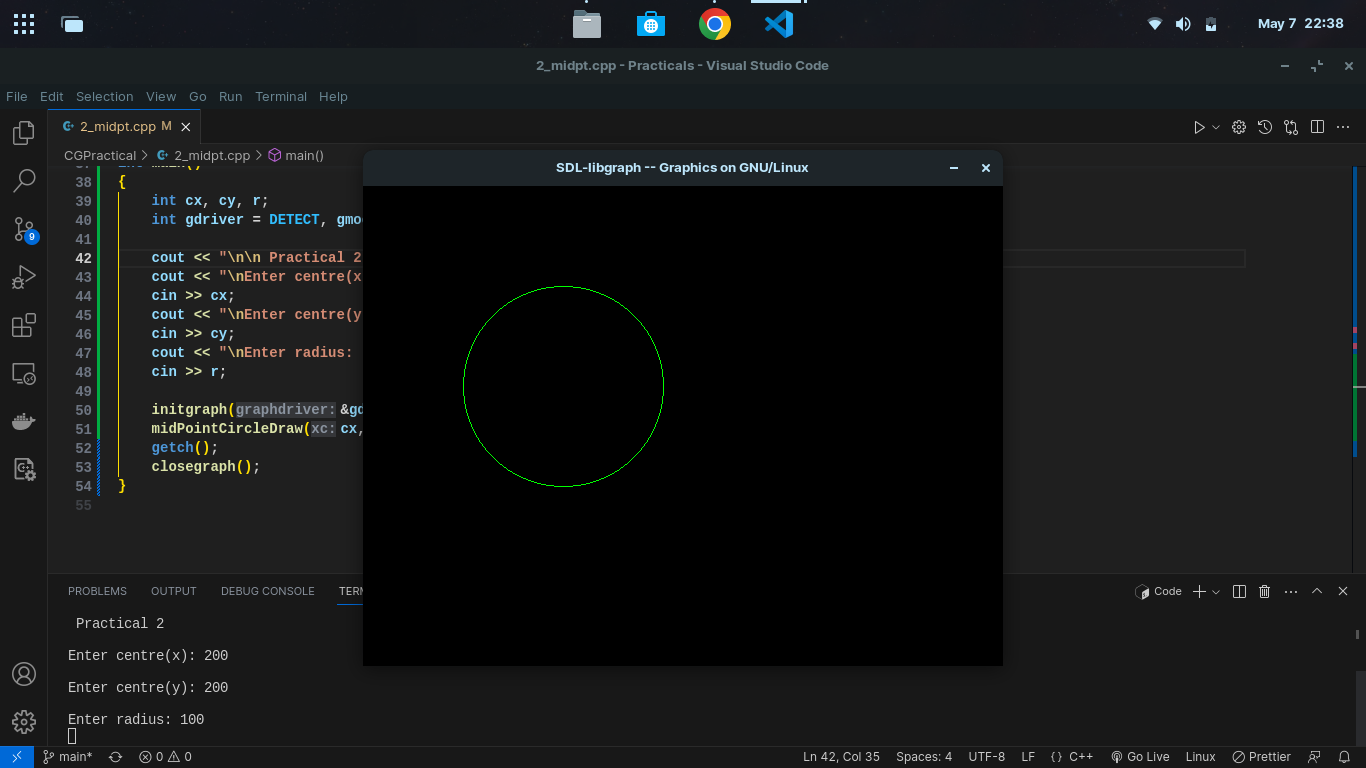 May 7 22:38
2_midpt.cpp - Practicals - Visual Studio Code
File Edit Selection View Go Run Terminal Help
2_midpt.cpp M
CGPractical > 2_midpt.cpp > main()
SDL-libgraph -- Graphics on GNU/Linux
38 {
39 int cx, cy, r;
40 int gdriver = DETECT, gmo
41
42 cout << "\n\n Practical 2
43 cout << "\nEnter centre(x
44 cin >> cx;
45 cout << "\nEnter centre(y
46 cin >> cy;
47 cout << "\nEnter radius:
48 cin >> r;
49
50 initgraph(graphdriver: &gd
51 midPointCircleDraw(xc: cx,
52 getch();
53 closegraph();
54 }
55
9
PROBLEMS OUTPUT DEBUG CONSOLE TERM
Code
Practical 2
Enter centre(x): 200
Enter centre(y): 200
Enter radius: 100
main* 0 0 Ln 42, Col 35 Spaces: 4 UTF-8 LF {} C++ Go Live Linux Prettier